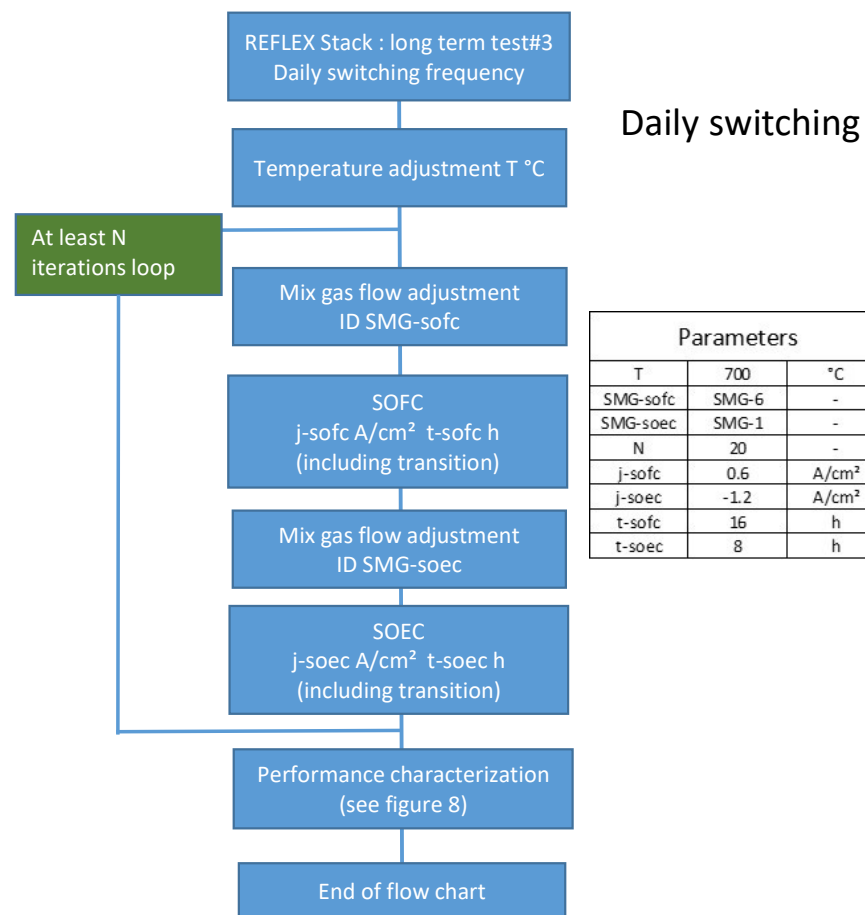 REFLEX Stack : long term test#3
Daily switching frequency
Daily switching
Temperature adjustment T °C
At least N
iterations loop
Mix gas flow adjustment
ID SMG-sofc
SOFC
j-sofc A/cm² t-sofc h
(including transition)
Mix gas flow adjustment
ID SMG-soec
SOEC
j-soec A/cm² t-soec h
(including transition)
Performance characterization
(see figure 8)
End of flow chart
Parameters
T 700 °C
SMG-sofc SMG-6 -
SMG-soec SMG-1 -
N 20 -
j-sofc 0.6 A/cm²
j-soec -1.2 A/cm²
t-sofc 16 h
t-soec 8 h